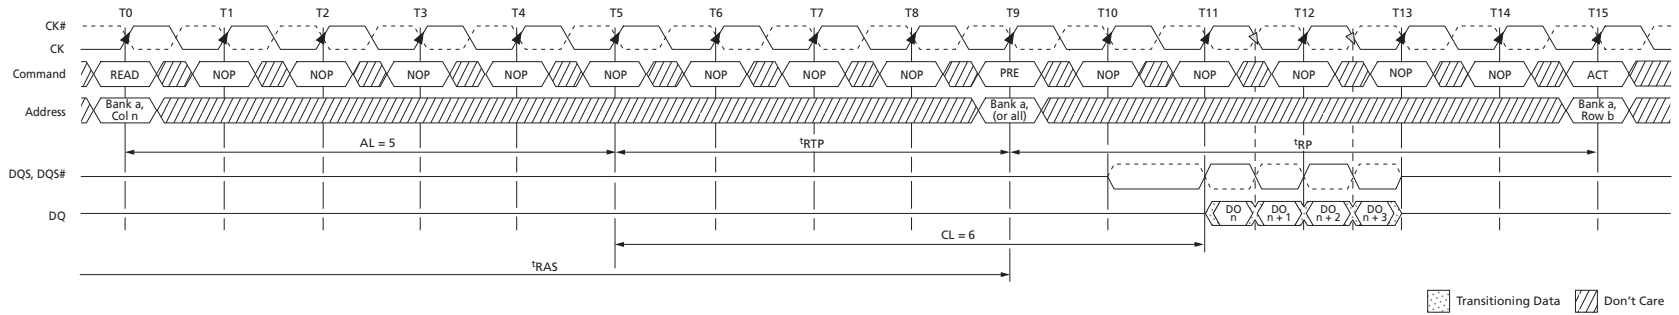 T0 T1 T2 T3 T4 T5 T6 T7 T8 T9 T10 T11 T12 T13 T14 T15
CK#
CK
Command READ NOP NOP NOP NOP NOP NOP NOP NOP PRE NOP NOP NOP NOP NOP ACT
Address Bank a, Col n Bank a, (or all) Bank a, Row b
AL = 5 tRTP tRP
DQS, DQS#
DQ DO n DO n + 1 DO n + 2 DO n + 3
CL = 6
tRAS
Transitioning Data Don't Care